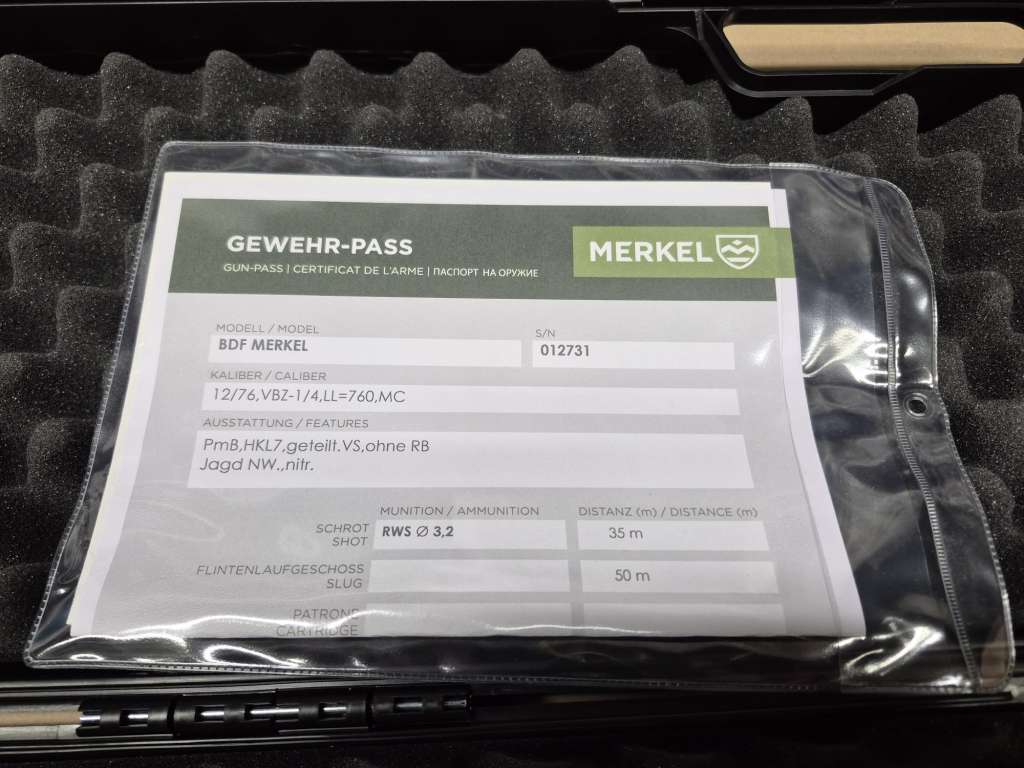 GEWEHR-PASS
GUN-PASS | CERTIFICAT DE L'ARME | ПАСПОРТ НА ОРУЖИЕ
MERKEL
MODELL / MODEL
BDF MERKEL
S/N
012731
KALIBER / CALIBER
12/76,VBZ-1/4,LL=760,MC
AUSSTATTUNG / FEATURES
PmB,HKL7,geteilt.VS,ohne RB
Jagd NW.,nitr.
MUNITION / AMMUNITION
DISTANZ (m) / DISTANCE (m)
SCHROT
SHOT
RWS Ø 3,2
35 m
FLINTENLAUFGESCHOSS
SLUG
50 m
PATRONE
CARTRIDGE